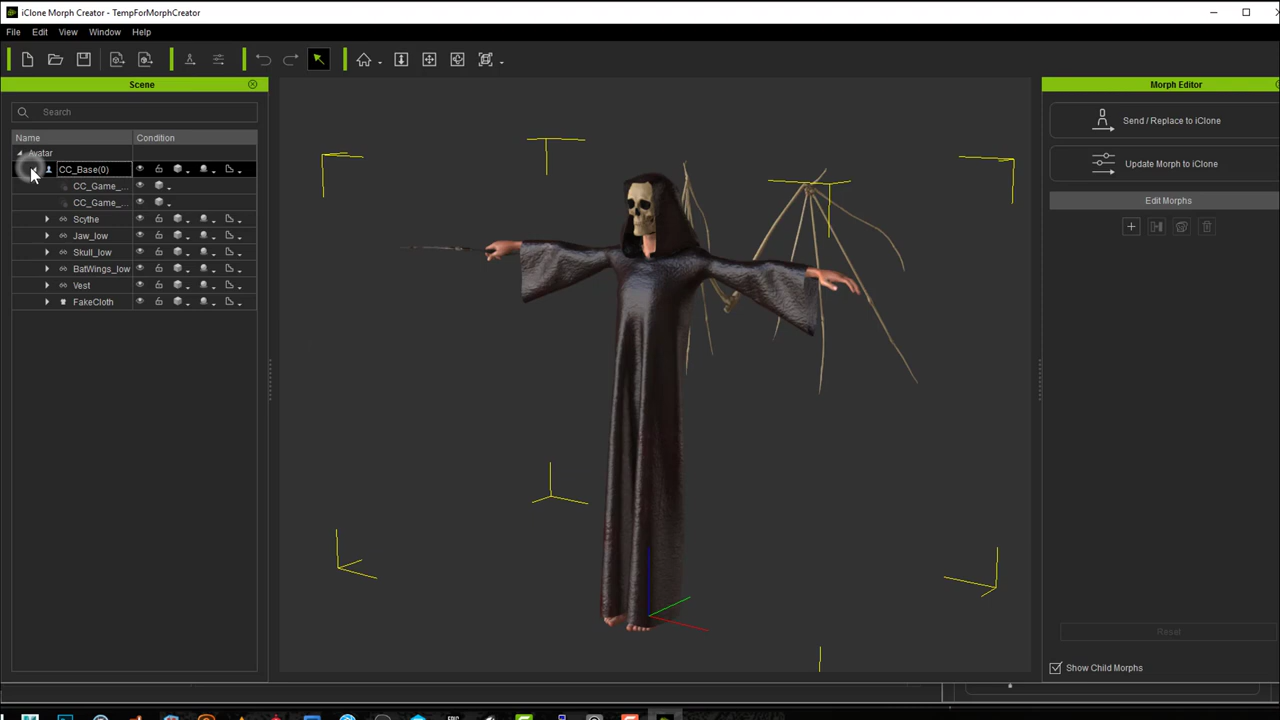 iClone Morph Creator - TempForMorphCreator
File Edit View Window Help
Scene
Search
Name Condition
Avatar
CC_Base(0)
CC_Game_...
CC_Game_...
Scythe
Jaw_low
Skull_low
BatWings_low
Vest
FakeCloth
Morph Editor
Send / Replace to iClone
Update Morph to iClone
Edit Morphs
Reset
Show Child Morphs